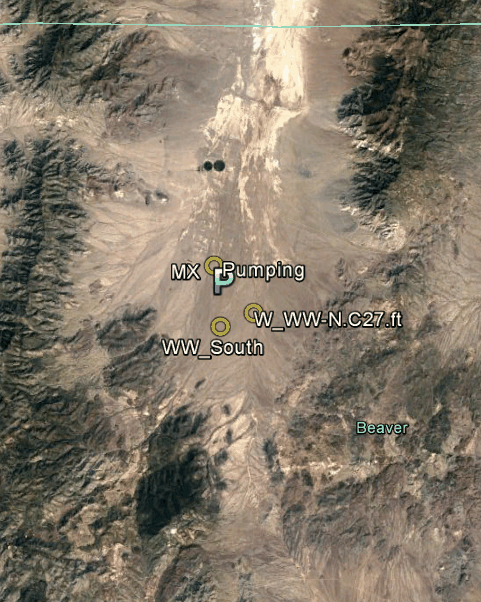 MX Pumping
P
W_WW-N.C27.ft
WW_South
Beaver